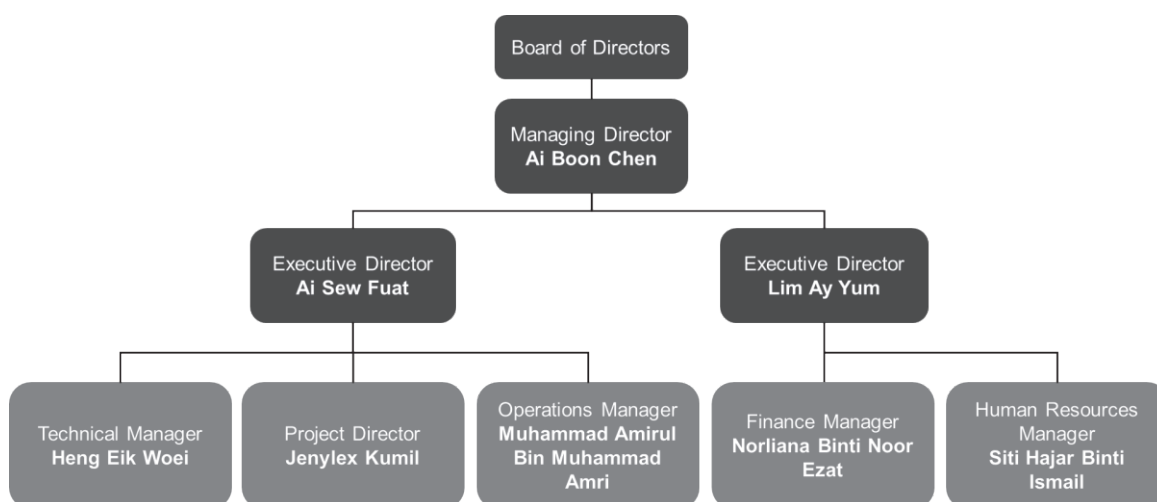 Board of Directors
Managing Director
Ai Boon Chen
Executive Director
Ai Sew Fuat
Executive Director
Lim Ay Yum
Technical Manager
Heng Eik Woei
Project Director
Jenylex Kumil
Operations Manager
Muhammad Amirul
Bin Muhammad
Amri
Finance Manager
Norliana Binti Noor
Ezat
Human Resources
Manager
Siti Hajar Binti
Ismail